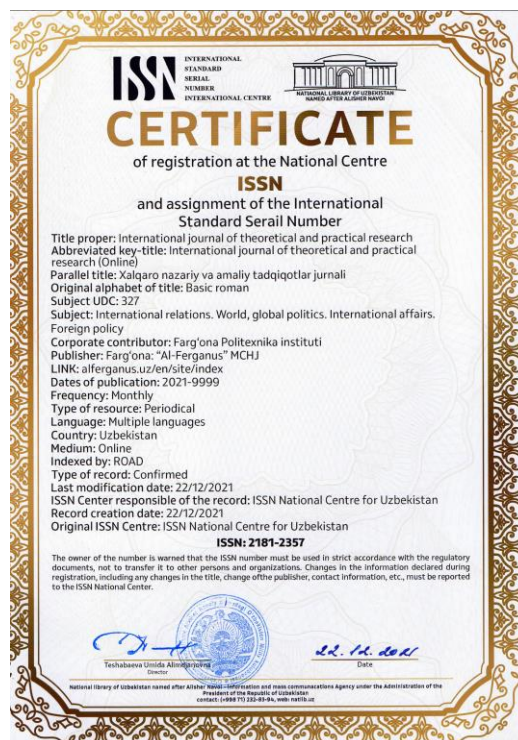 ISSN
INTERNATIONAL
STANDARD
SERIAL
NUMBER
INTERNATIONAL CENTRE
NATIONAL LIBRARY OF UZBEKISTAN
NAMED AFTER ALISHER NAVOI
CERTIFICATE
of registration at the National Centre
ISSN
and assignment of the International
Standard Serail Number
Title proper: International journal of theoretical and practical research
Abbreviated key-title: International journal of theoretical and practical
research (Online)
Parallel title: Xalqaro nazariy va amaliy tadqiqotlar jurnali
Original alphabet of title: Basic roman
Subject UDC: 327
Subject: International relations. World, global politics. International affairs.
Foreign policy
Corporate contributor: Farg'ona Politexnika instituti
Publisher: Farg'ona: "Al-Ferganus" MCHJ
LINK: alferganus.uz/en/site/index
Dates of publication: 2021-9999
Frequency: Monthly
Type of resource: Periodical
Language: Multiple languages
Country: Uzbekistan
Medium: Online
Indexed by: ROAD
Type of record: Confirmed
Last modification date: 22/12/2021
ISSN Center responsible of the record: ISSN National Centre for Uzbekistan
Record creation date: 22/12/2021
Original ISSN Centre: ISSN National Centre for Uzbekistan
ISSN: 2181-2357
The owner of the number is warned that the ISSN number must be used in strict accordance with the regulatory
documents, not to transfer it to other persons and organizations. Changes in the information declared during
registration, including any changes in the title, change ofthe publisher, contact information, etc., must be reported
to the ISSN National Center.
22.12.2021
Teshabaeva Umida Alimdjanovna
Director
Date
National library of Uzbekistan named after Alisher Navoi - Information and mass communacations Agency under the Administration of the
President of the Republic of Uzbekistan
contact: (+998 71) 232-83-94, web: natlib.uz